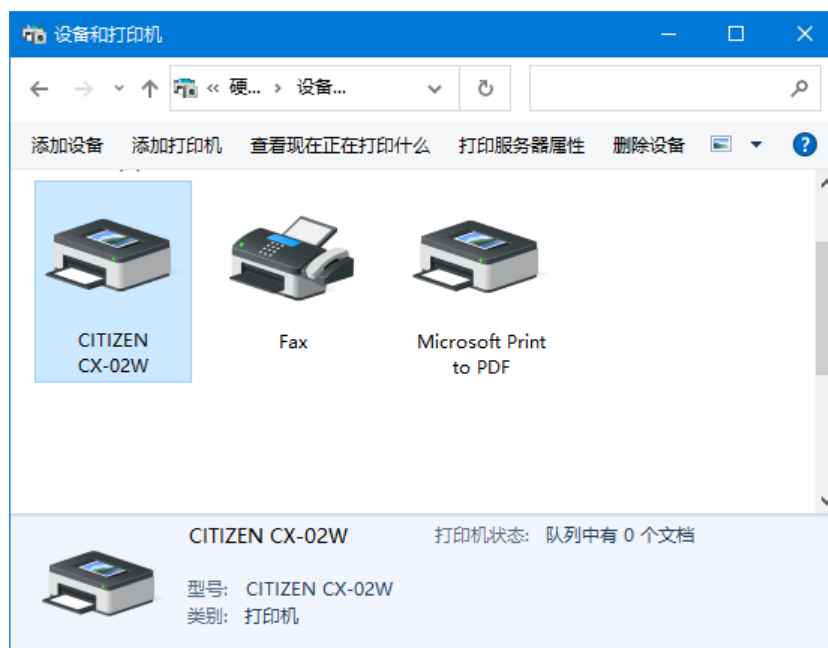 设备和打印机
« 硬... › 设备...
添加设备 添加打印机 查看现在正在打印什么 打印服务器属性 删除设备
CITIZEN
CX-02W
Fax
Microsoft Print
to PDF
CITIZEN CX-02W 打印机状态: 队列中有 0 个文档
型号: CITIZEN CX-02W
类别: 打印机